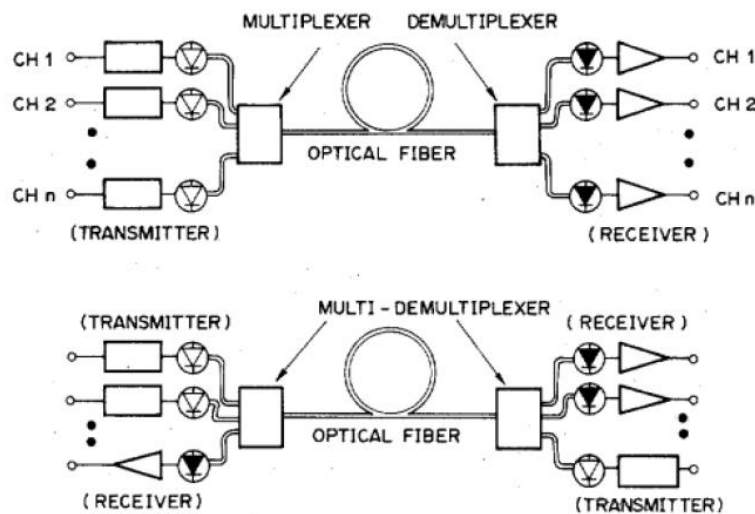 MULTIPLEXER DEMULTIPLEXER
CH 1 CH 1
CH 2 CH 2
OPTICAL FIBER
CH n CH n
(TRANSMITTER) (RECEIVER)
MULTI-DEMULTIPLEXER
(TRANSMITTER) (RECEIVER)
OPTICAL FIBER
(RECEIVER) (TRANSMITTER)